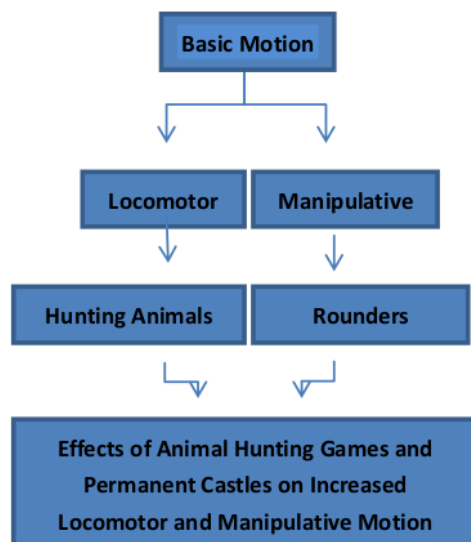 Basic Motion
Locomotor
Manipulative
Hunting Animals
Rounders
Effects of Animal Hunting Games and
Permanent Castles on Increased
Locomotor and Manipulative Motion